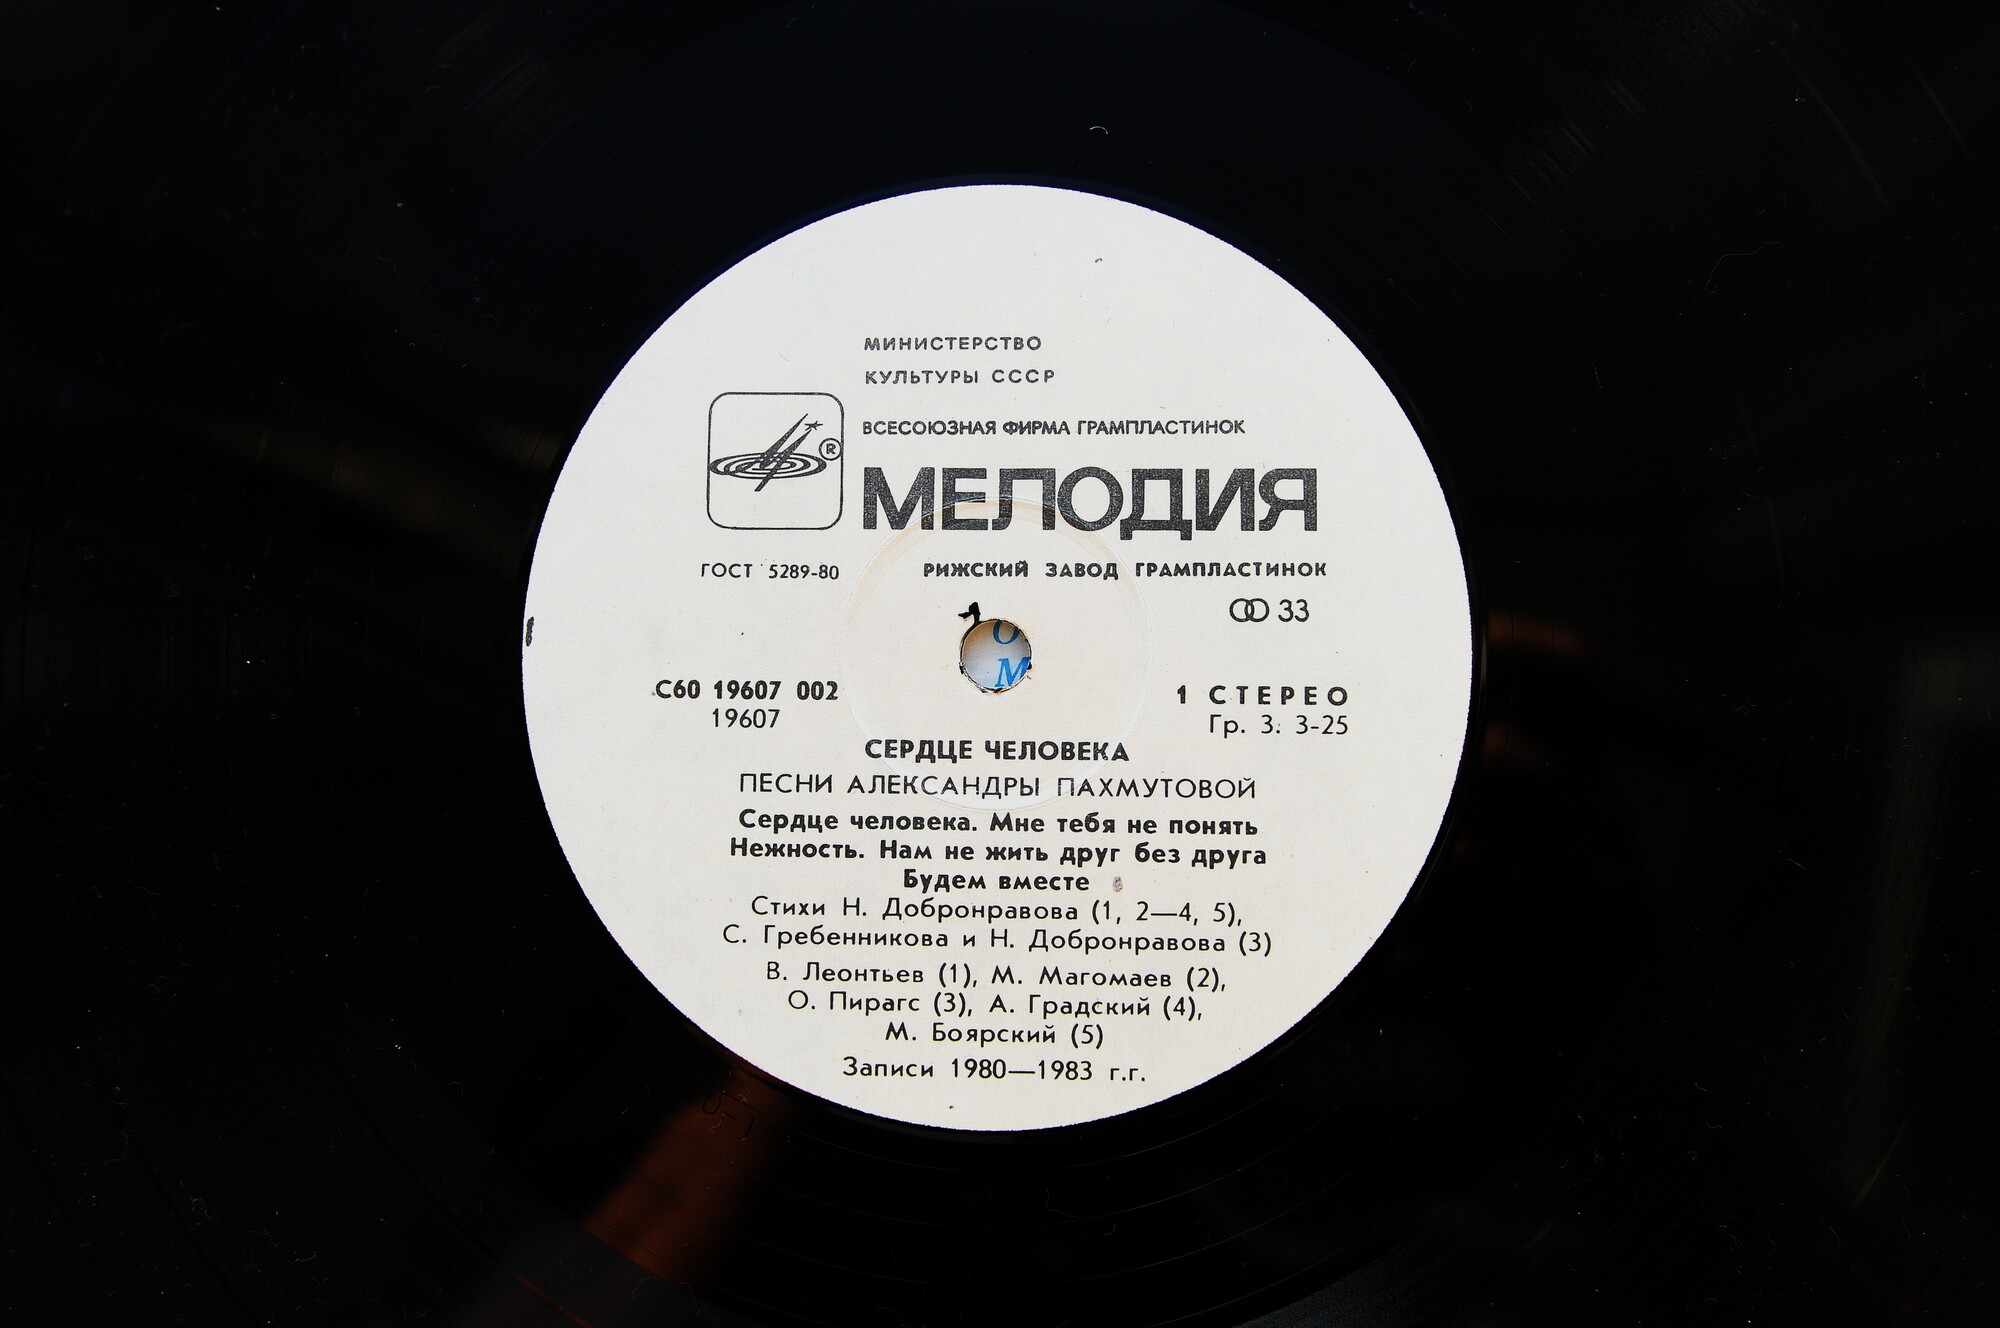 МИНИСТЕРСТВО
КУЛЬТУРЫ СССР
ВСЕСОЮЗНАЯ ФИРМА ГРАМПЛАСТИНОК
®
МЕЛОДИЯ
ГОСТ 5289-80
РИЖСКИЙ ЗАВОД ГРАМПЛАСТИНОК
33
С60 19607 002
19607
1 СТЕРЕО
Гр. 3. 3-25
СЕРДЦЕ ЧЕЛОВЕКА
ПЕСНИ АЛЕКСАНДРЫ ПАХМУТОВОЙ
Сердце человека. Мне тебя не понять
Нежность. Нам не жить друг без друга
Будем вместе
Стихи Н. Добронравова (1, 2—4, 5),
С. Гребенникова и Н. Добронравова (3)
В. Леонтьев (1), М. Магомаев (2),
О. Пирагс (3), А. Градский (4),
М. Боярский (5)
Записи 1980—1983 г.г.